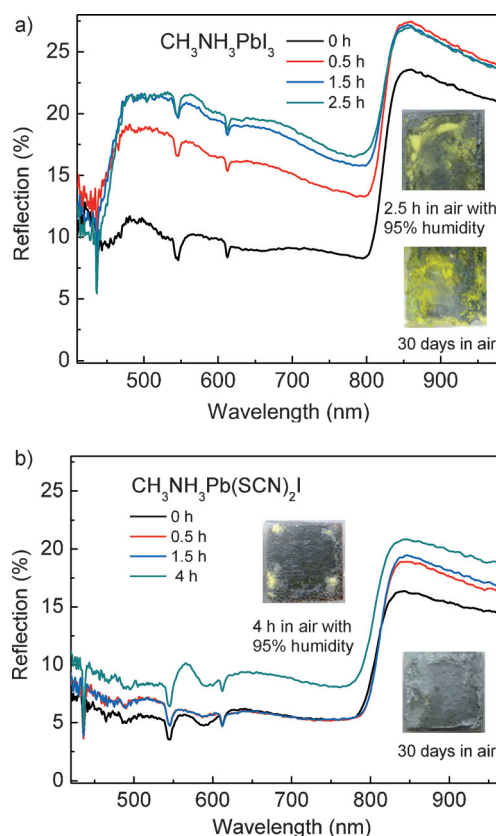 a)
CH₃NH₃PbI₃
0 h
0.5 h
1.5 h
2.5 h
25
20
15
10
5
0
Reflection (%)
2.5 h in air with
95% humidity
30 days in air
500 600 700 800 900
Wavelength (nm)
b)
CH₃NH₃Pb(SCN)₂I
0 h
0.5 h
1.5 h
4 h
25
20
15
10
5
0
Reflection (%)
4 h in air with
95% humidity
30 days in air
500 600 700 800 900
Wavelength (nm)